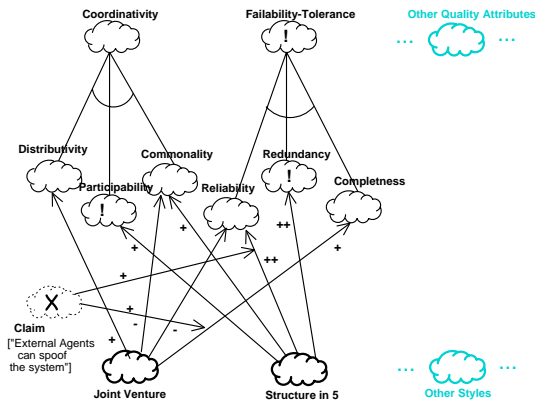 Coordinativity
Failability-Tolerance
Other Quality Attributes
!
... ...
Distributivity
Commonality
Redundancy
Participability
Reliability
Completness
!
!
+
++
+
+
++
+
X
+
-
-
+
Claim
["External Agents
can spoof
the system"]
Joint Venture
Structure in 5
... ...
Other Styles